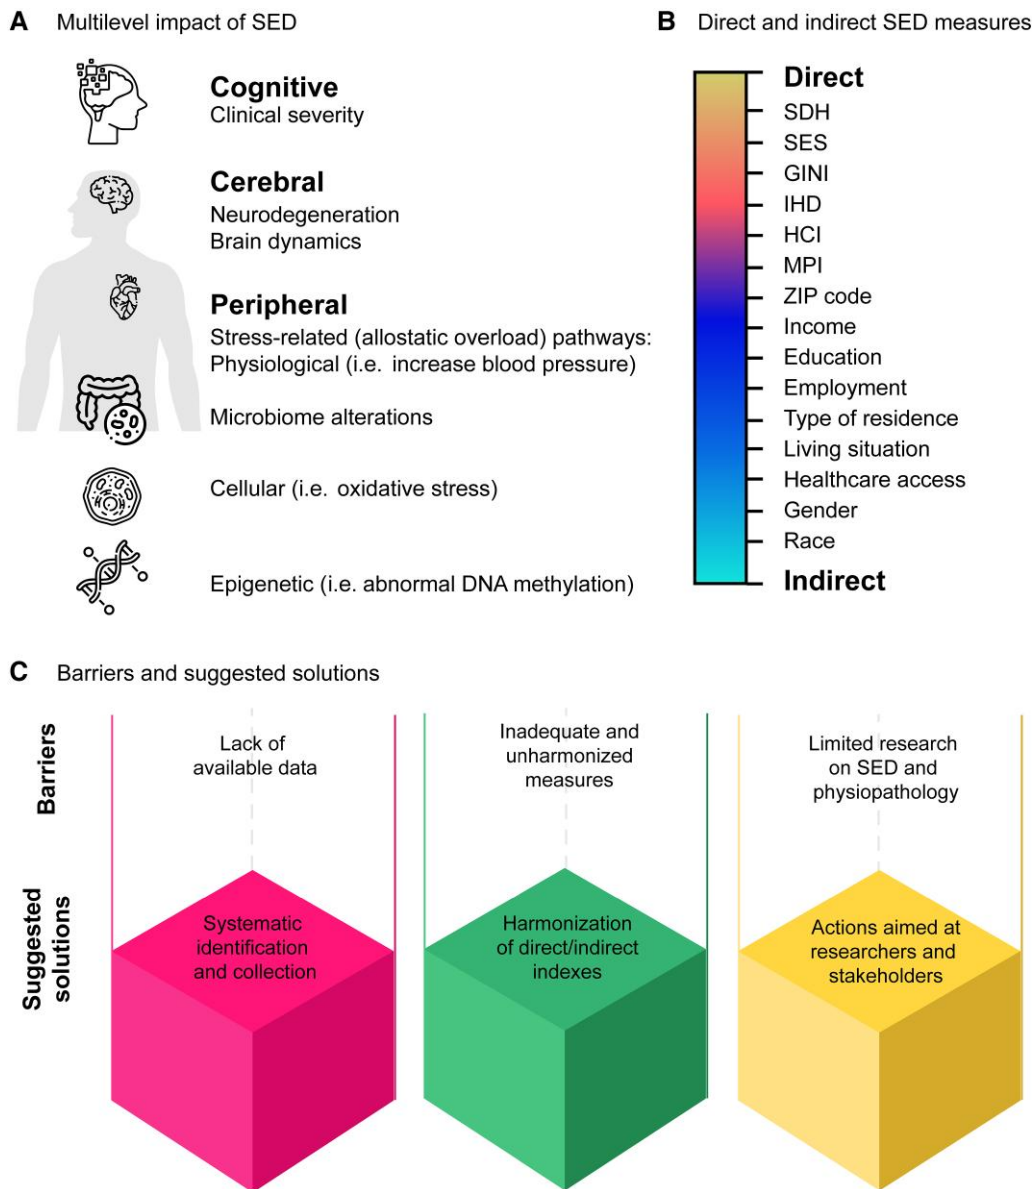 A Multilevel impact of SED
Cognitive
Clinical severity
Cerebral
Neurodegeneration
Brain dynamics
Peripheral
Stress-related (allostatic overload) pathways:
Physiological (i.e. increase blood pressure)
Microbiome alterations
Cellular (i.e. oxidative stress)
Epigenetic (i.e. abnormal DNA methylation)
B Direct and indirect SED measures
Direct
SDH
SES
GINI
IHD
HCI
MPI
ZIP code
Income
Education
Employment
Type of residence
Living situation
Healthcare access
Gender
Race
Indirect
C Barriers and suggested solutions
Barriers
Lack of
available data
Inadequate and
unharmonized
measures
Limited research
on SED and
physiopathology
Suggested
solutions
Systematic
identification
and collection
Harmonization
of direct/indirect
indexes
Actions aimed at
researchers and
stakeholders